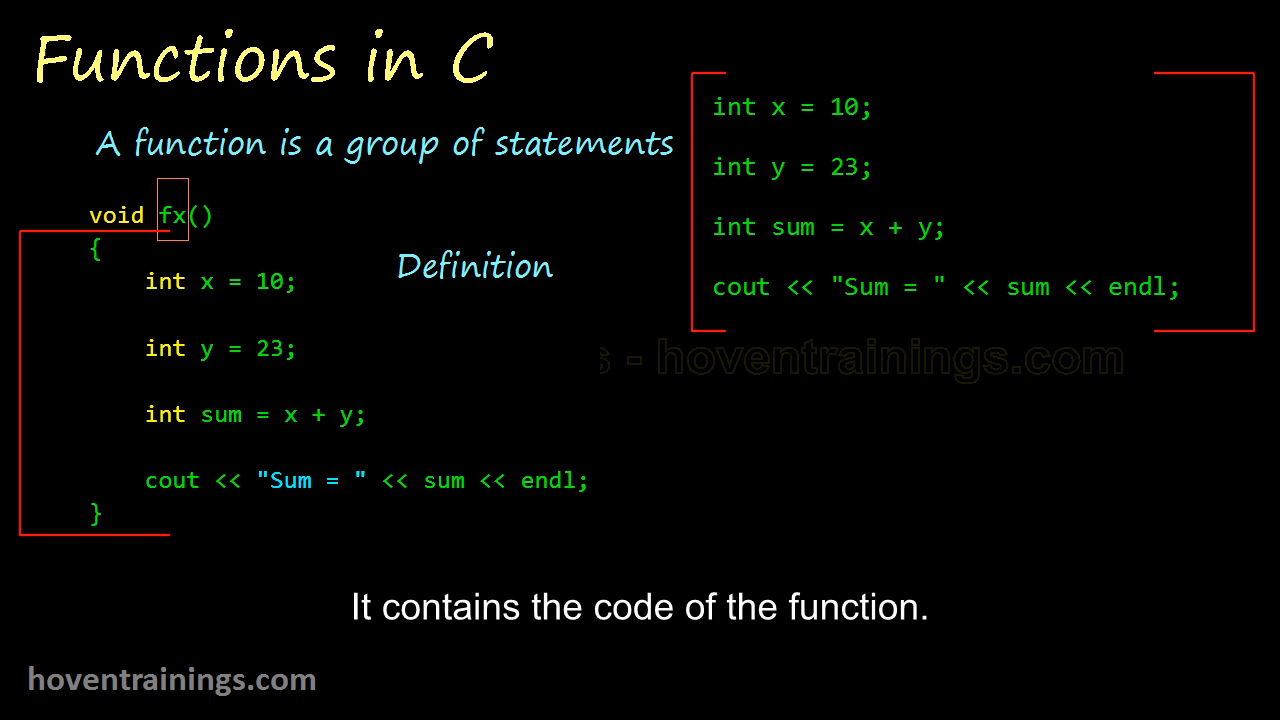 Functions in C
A function is a group of statements
void fx()
{
int x = 10;
int y = 23;
int sum = x + y;
cout << "Sum = " << sum << endl;
}
Definition
int x = 10;
int y = 23;
int sum = x + y;
cout << "Sum = " << sum << endl;
s - hoventrainings.com
It contains the code of the function.
hoventrainings.com